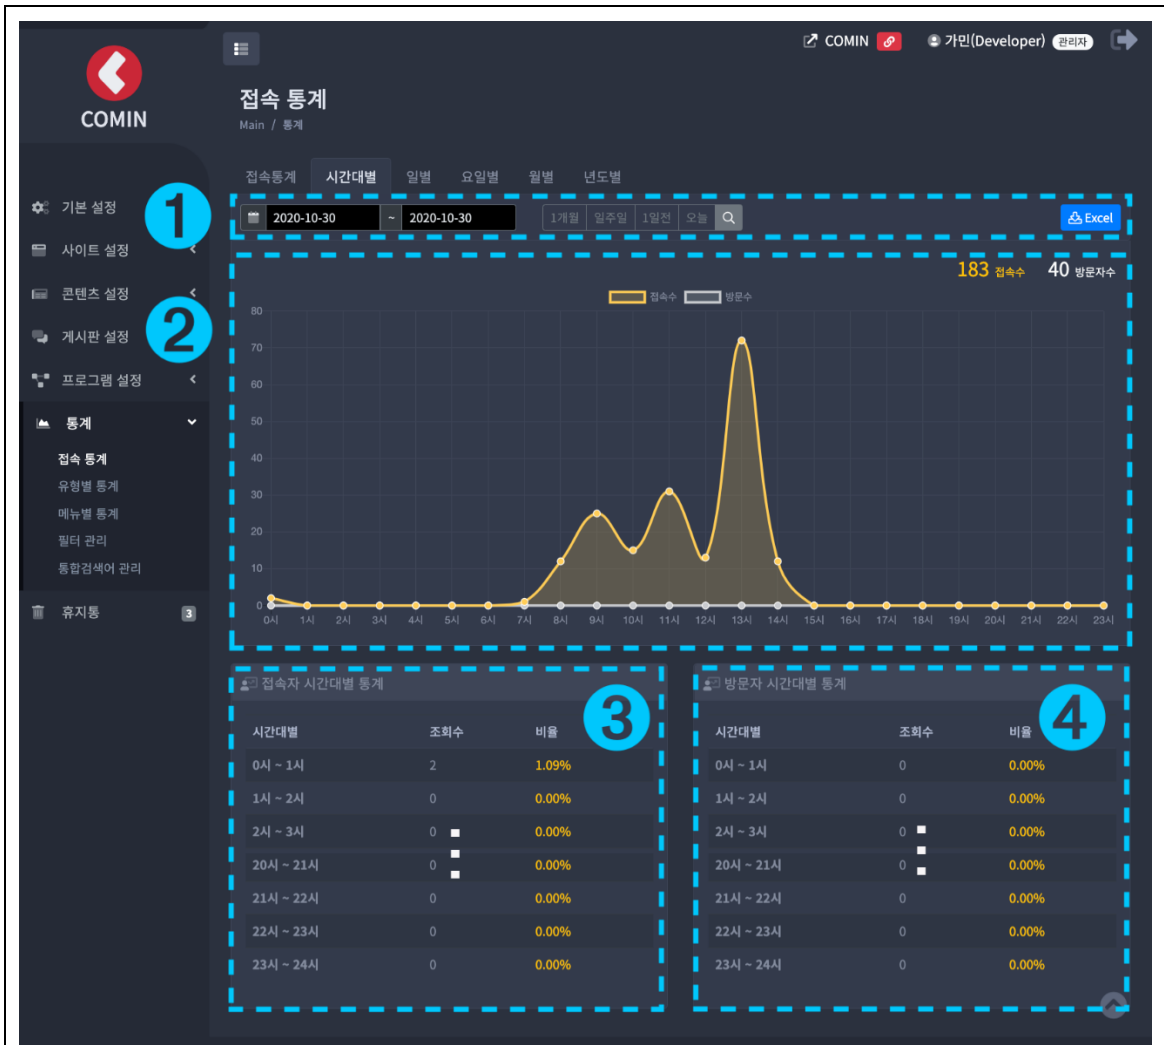 COMIN
가민(Developer) 관리자
COMIN
접속 통계
Main / 통계
접속통계 시간대별 일별 요일별 월별 년도별
기본 설정
사이트 설정
콘텐츠 설정
게시판 설정
프로그램 설정
통계
접속 통계
유형별 통계
메뉴별 통계
필터 관리
통합검색어 관리
휴지통 3
1
2020-10-30 ~ 2020-10-30 1개월 일주일 1일전 오늘 Excel
2
183 접속수 40 방문자수
접속수 방문수
80
70
60
50
40
30
20
10
0
0시 1시 2시 3시 4시 5시 6시 7시 8시 9시 10시 11시 12시 13시 14시 15시 16시 17시 18시 19시 20시 21시 22시 23시
접속자 시간대별 통계
3
시간대별 조회수 비율
0시 ~ 1시 2 1.09%
1시 ~ 2시 0 0.00%
2시 ~ 3시 0 0.00%
20시 ~ 21시 0 0.00%
21시 ~ 22시 0 0.00%
22시 ~ 23시 0 0.00%
23시 ~ 24시 0 0.00%
방문자 시간대별 통계
4
시간대별 조회수 비율
0시 ~ 1시 0 0.00%
1시 ~ 2시 0 0.00%
2시 ~ 3시 0 0.00%
20시 ~ 21시 0 0.00%
21시 ~ 22시 0 0.00%
22시 ~ 23시 0 0.00%
23시 ~ 24시 0 0.00%